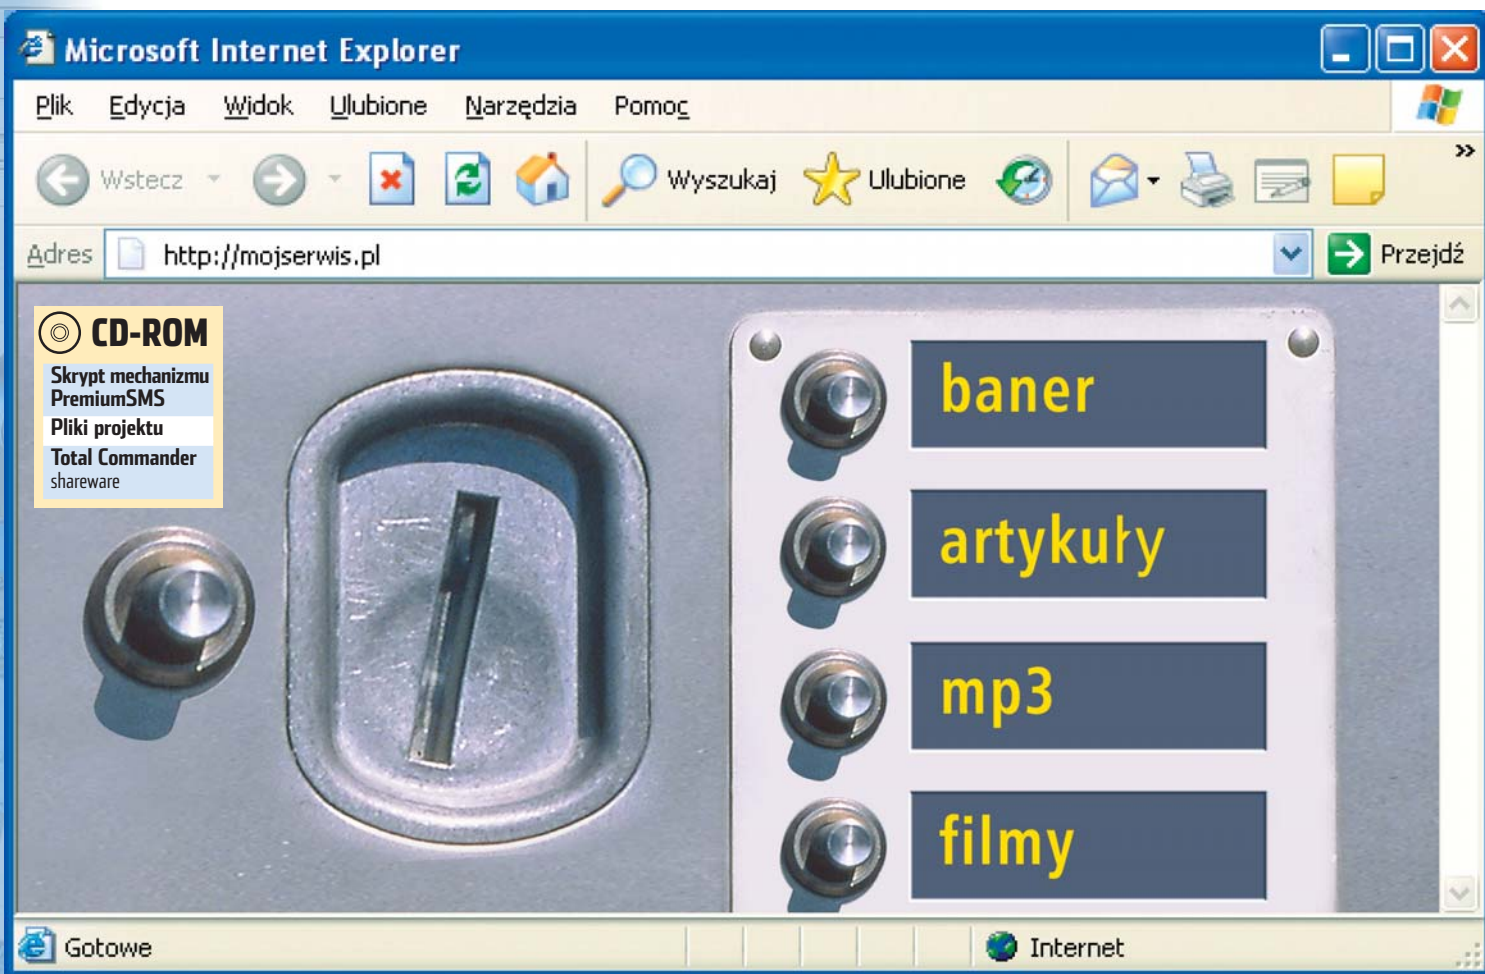 Microsoft Internet Explorer
Plik Edycja Widok Ulubione Narzędzia Pomoc
Wstecz Wyszukaj Ulubione »
Adres http://mojserwis.pl Przejdź
CD-ROM
Skrypt mechanizmu
PremiumSMS
Pliki projektu
Total Commander
shareware
baner
artykuły
mp3
filmy
Gotowe Internet